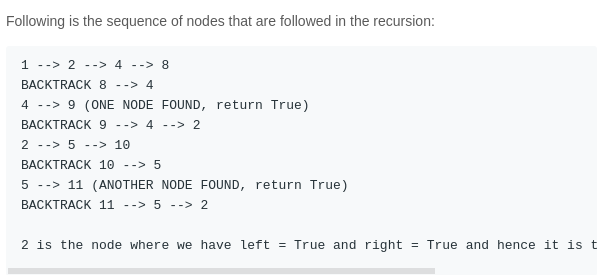 Following is the sequence of nodes that are followed in the recursion:
1 --> 2 --> 4 --> 8
BACKTRACK 8 --> 4
4 --> 9 (ONE NODE FOUND, return True)
BACKTRACK 9 --> 4 --> 2
2 --> 5 --> 10
BACKTRACK 10 --> 5
5 --> 11 (ANOTHER NODE FOUND, return True)
BACKTRACK 11 --> 5 --> 2
2 is the node where we have left = True and right = True and hence it is t